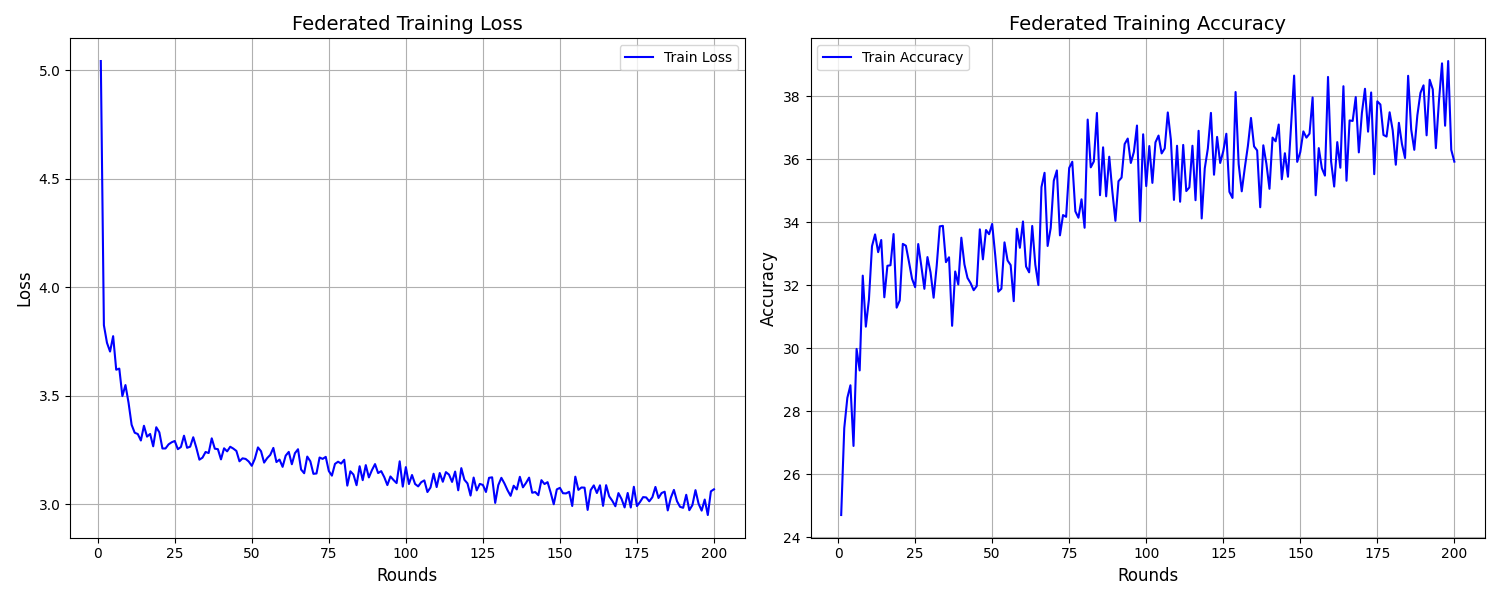 Federated Training Loss
Train Loss
5.0
4.5
4.0
3.5
3.0
Loss
0 25 50 75 100 125 150 175 200
Rounds
Federated Training Accuracy
Train Accuracy
38
36
34
32
30
28
26
24
Accuracy
0 25 50 75 100 125 150 175 200
Rounds